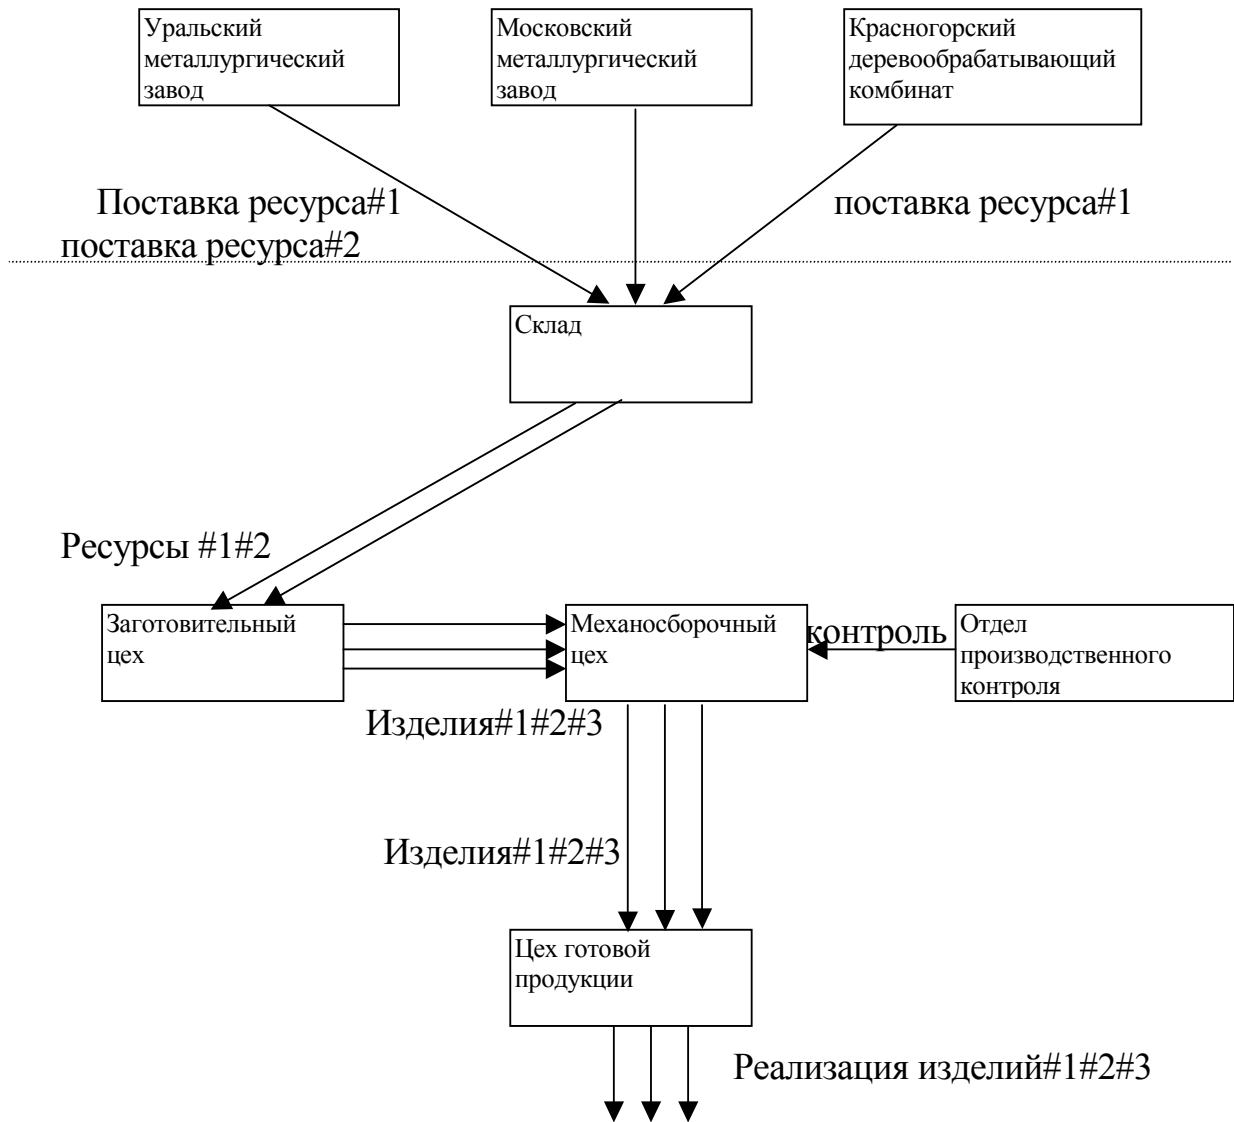 Уральский
металлургический
завод
Московский
металлургический
завод
Красногорский
деревообрабатывающий
комбинат
Поставка ресурса#1
поставка ресурса#1
поставка ресурса#2
Склад
Ресурсы #1#2
Заготовительный
цех
Механосборочный
цех
контроль
Отдел
производственного
контроля
Изделия#1#2#3
Изделия#1#2#3
Цех готовой
продукции
Реализация изделий#1#2#3